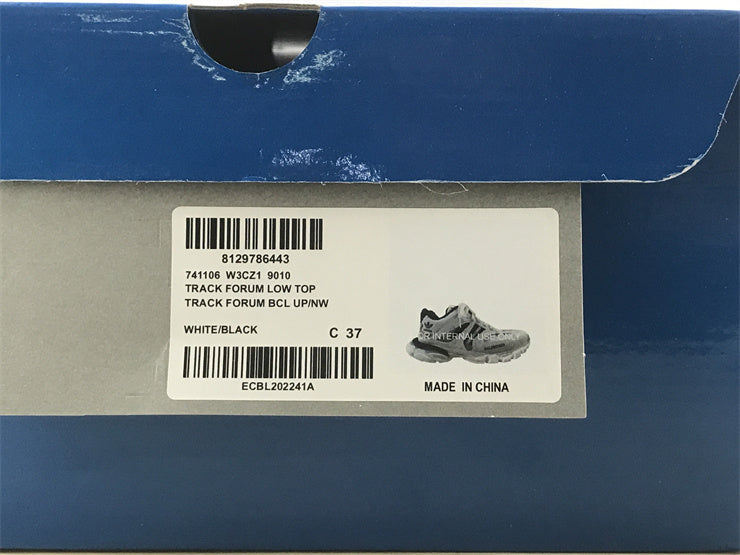 8129786443
741106 W3CZ1 9010
TRACK FORUM LOW TOP
TRACK FORUM BCL UP/NW
WHITE/BLACK C 37
ECBL202241A
OR INTERNAL USE ONLY
MADE IN CHINA